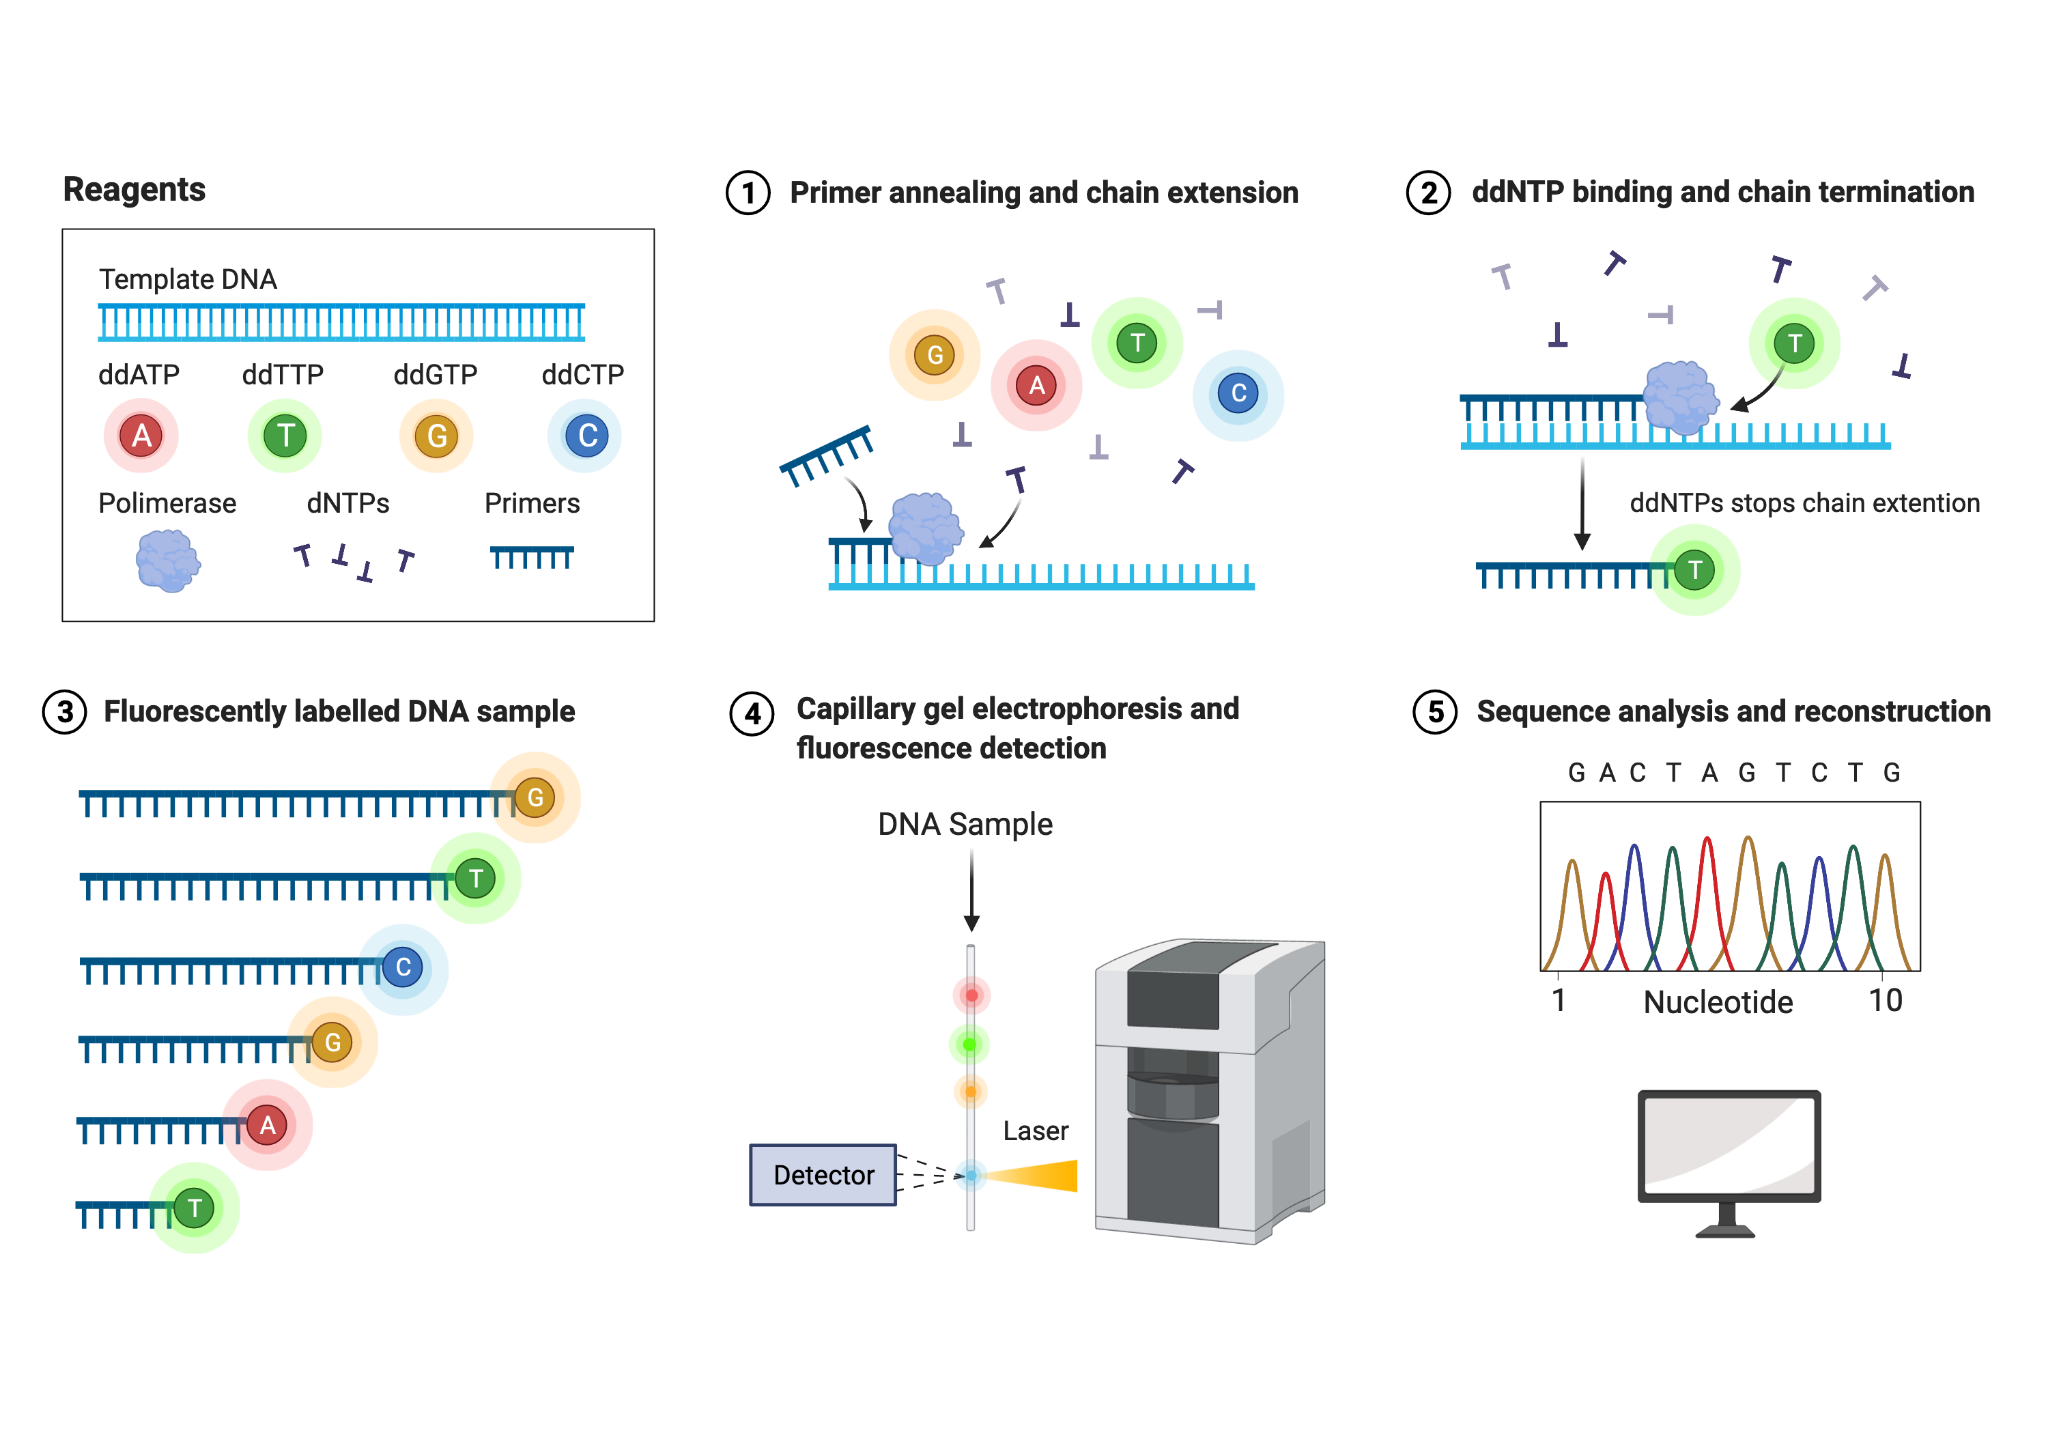 Reagents
Template DNA
ddATP ddTTP ddGTP ddCTP
A T G C
Polimerase dNTPs Primers
1 Primer annealing and chain extension
G A T C
2 ddNTP binding and chain termination
T
ddNTPs stops chain extention
T
3 Fluorescently labelled DNA sample
G
T
C
G
A
T
4 Capillary gel electrophoresis and
fluorescence detection
DNA Sample
Laser
Detector
5 Sequence analysis and reconstruction
G A C T A G T C T G
1 Nucleotide 10